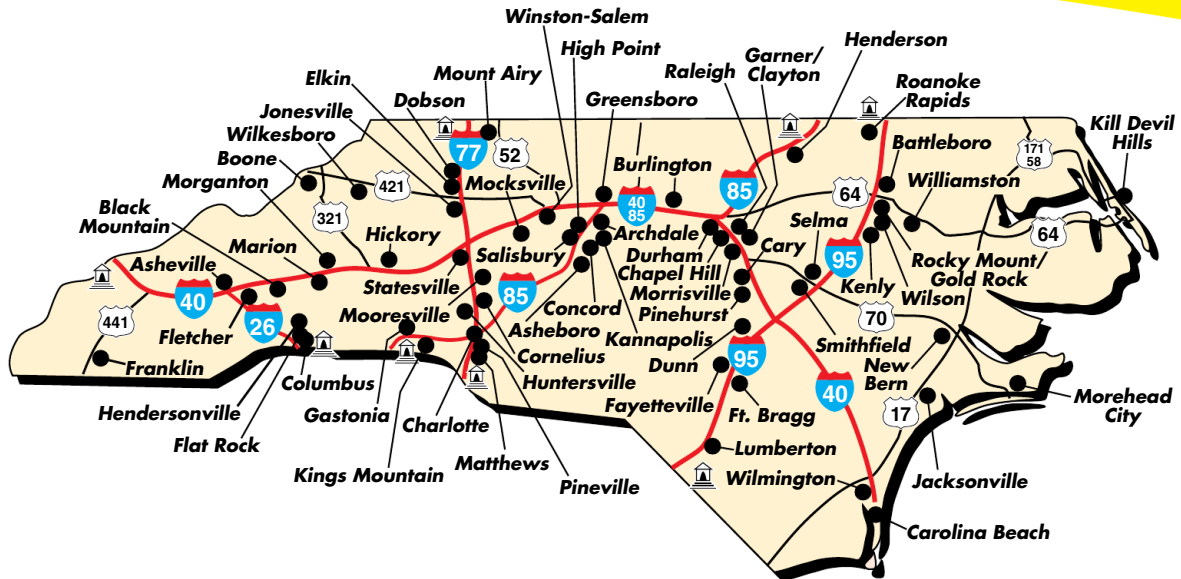 Winston-Salem
High Point
Garner/
Clayton
Henderson
Elkin
Mount Airy
Raleigh
Roanoke
Rapids
Dobson
Greensboro
Jonesville
Kill Devil
Hills
Wilkesboro
77
52
Battleboro
Boone
171
58
Burlington
Morganton
421
Mocksville
85
64
Williamston
321
40
85
Black
Mountain
Selma
Archdale
Hickory
Salisbury
Durham
Cary
64
Marion
Chapel Hill
95
Rocky Mount/
Gold Rock
Asheville
Statesville
85
Morrisville
Kenly
40
Concord
Wilson
Mooresville
Pinehurst
441
26
Asheboro
70
Fletcher
Kannapolis
Smithfield
Cornelius
Dunn
95
New
Bern
Franklin
Columbus
Huntersville
40
Morehead
City
Hendersonville
Gastonia
Fayetteville
Ft. Bragg
17
Charlotte
Flat Rock
Lumberton
Matthews
Kings Mountain
Wilmington
Jacksonville
Pineville
Carolina Beach